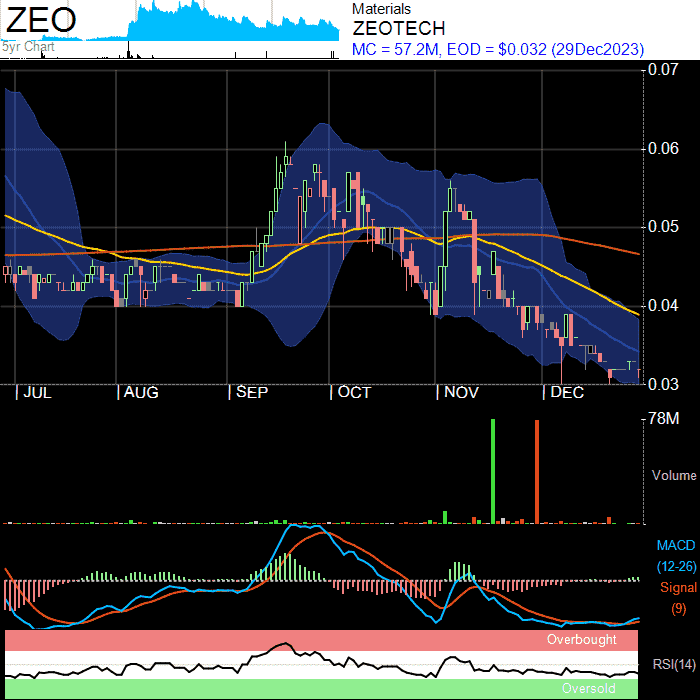 ZEO
5yr Chart
Materials
ZEOTECH
MC = 57.2M, EOD = $0.032 (29Dec2023)
0.07
0.06
0.05
0.04
0.03
| JUL | AUG | SEP | OCT | NOV | DEC
78M
Volume
MACD
(12-26)
Signal
(9)
Overbought
RSI(14)
Oversold